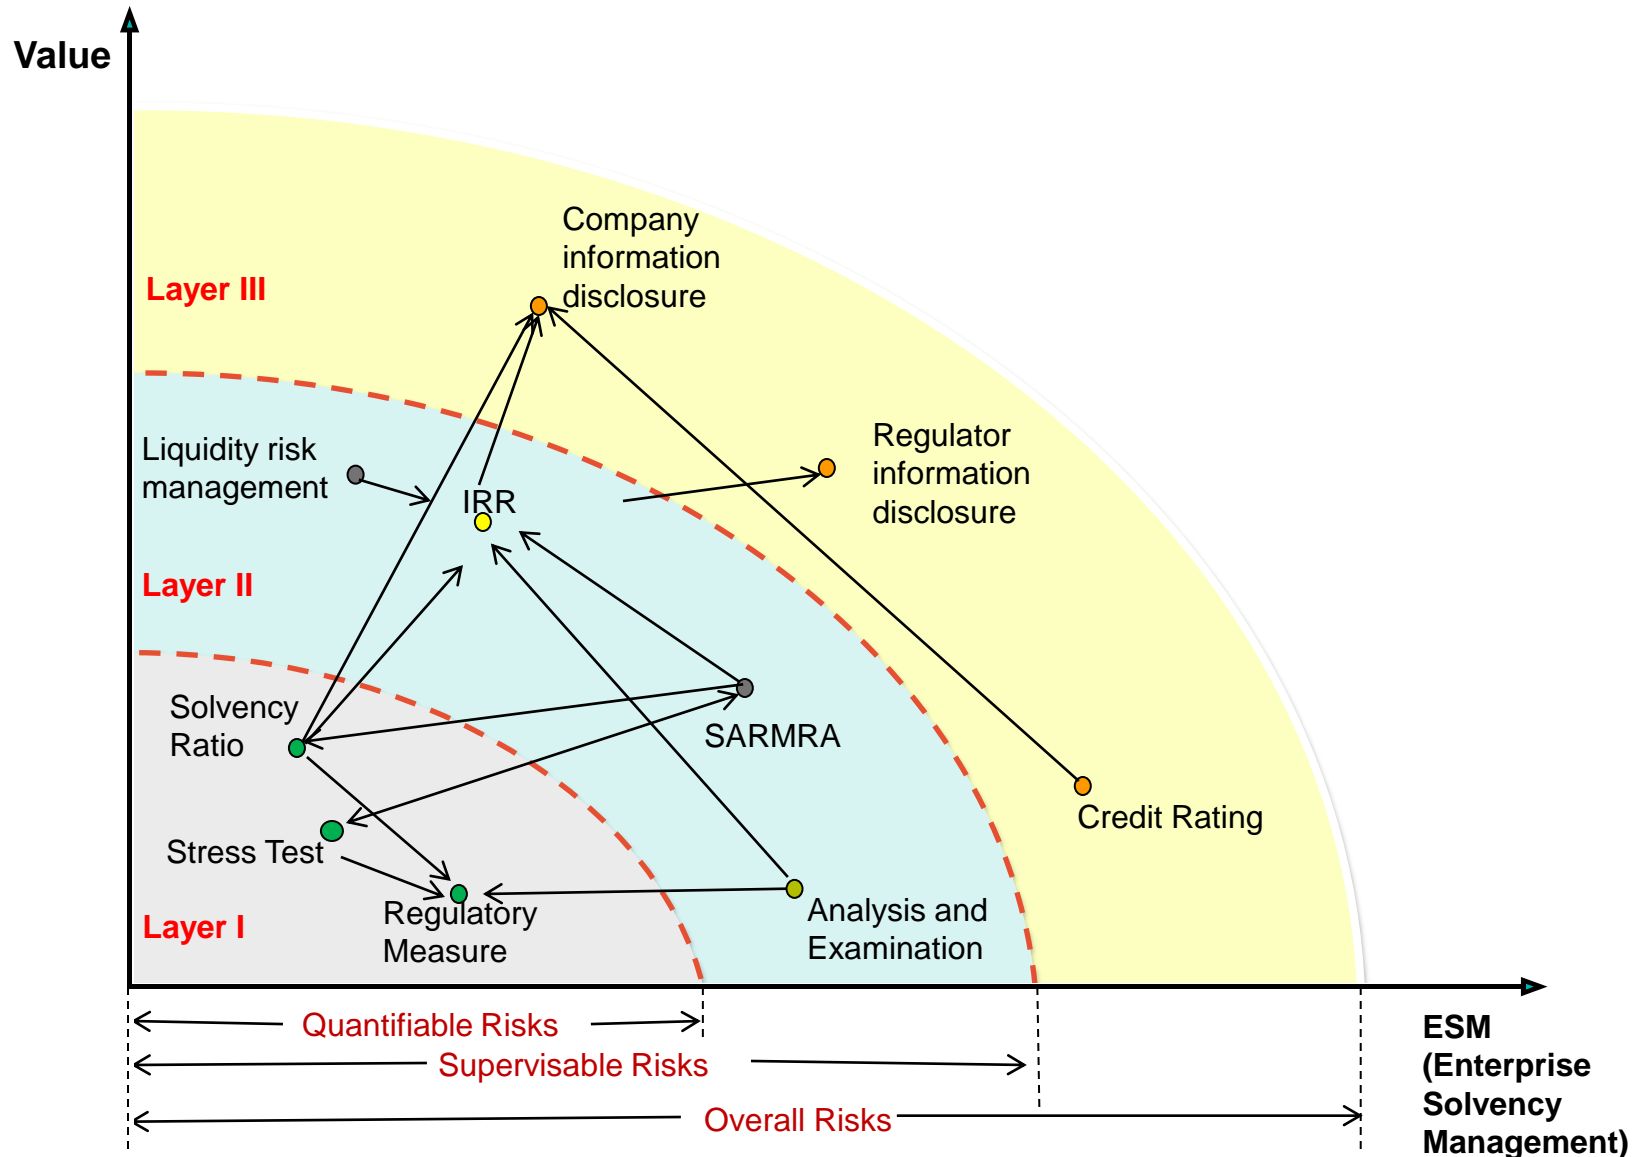 Value
Company
information
disclosure
Layer III
Regulator
information
disclosure
Liquidity risk
management
IRR
Layer II
Solvency
Ratio
SARMRA
Credit Rating
Stress Test
Analysis and
Examination
Regulatory
Measure
Layer I
Quantifiable Risks
Supervisable Risks
Overall Risks
ESM
(Enterprise
Solvency
Management)